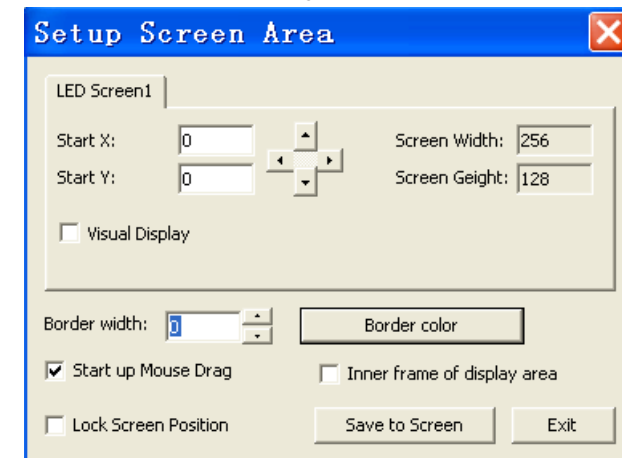 Setup Screen Area
LED Screen1
Start X: 0 Screen Width: 256
Start Y: 0 Screen Geight: 128
Visual Display
Border width: 0 Border color
Start up Mouse Drag Inner frame of display area
Lock Screen Position Save to Screen Exit